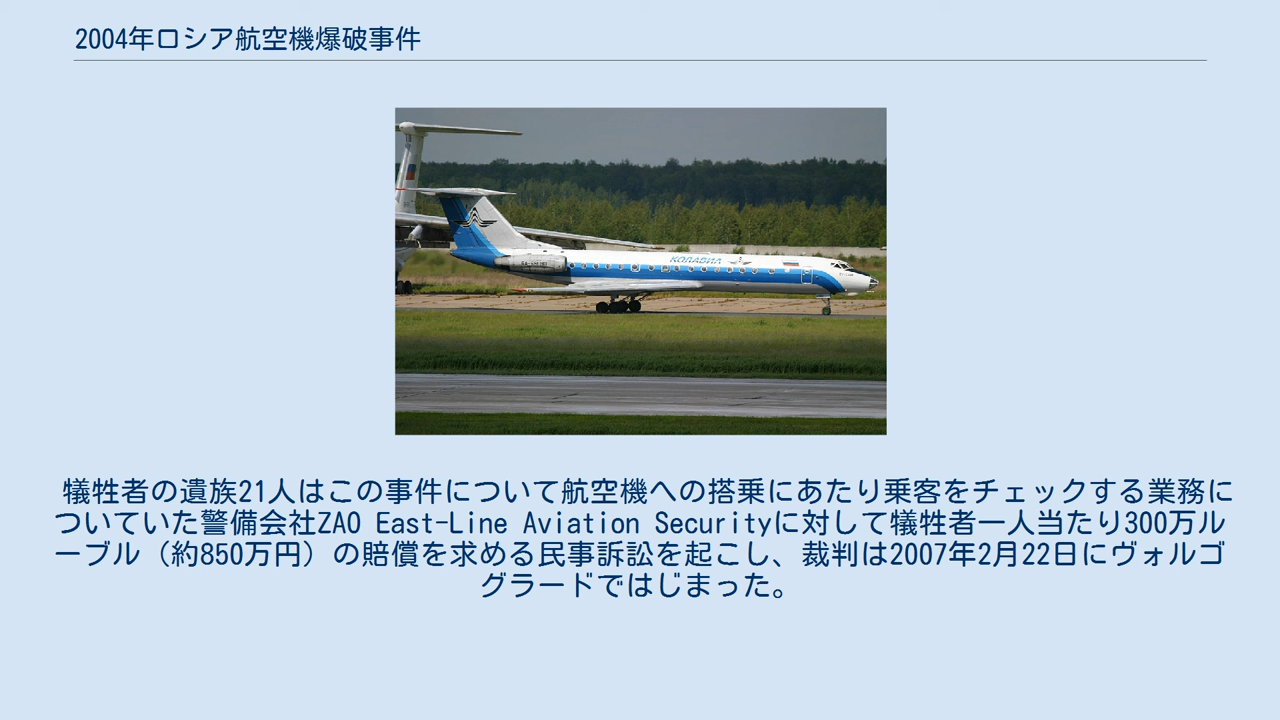 2004年ロシア航空機爆破事件
КОЛАВИА
犠牲者の遺族21人はこの事件について航空機への搭乗にあたり乗客をチェックする業務に
ついていた警備会社ZAO East-Line Aviation Securityに対して犠牲者一人当たり300万ル
ーブル（約850万円）の賠償を求める民事訴訟を起こし、裁判は2007年2月22日にヴォルゴ
グラードではじまった。